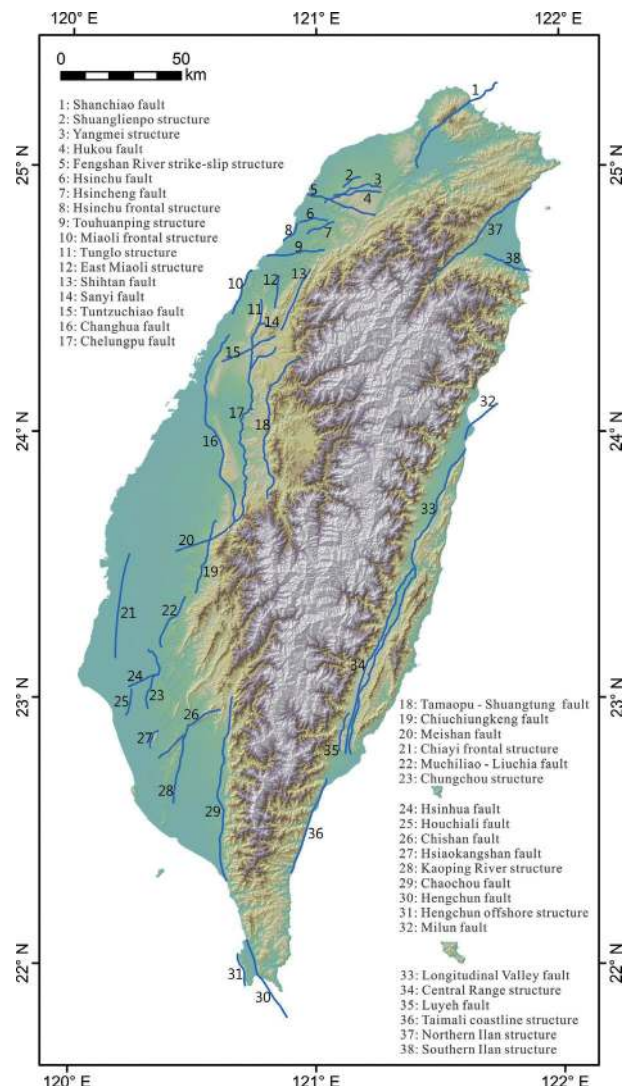 120° E
121° E
122° E
0
50
km
1: Shanchiao fault
2: Shuanglienpo structure
3: Yangmei structure
4: Hukou fault
5: Fengshan River strike-slip structure
6: Hsinchu fault
7: Hsincheng fault
8: Hsinchu frontal structure
9: Touhuanping structure
10: Miaoli frontal structure
11: Tunglo structure
12: East Miaoli structure
13: Shihtan fault
14: Sanyi fault
15: Tuntzuchiao fault
16: Changhua fault
17: Chelungpu fault
1
25° N
25° N
2
3
5
4
6
7
8
9
37
38
10
12
13
11
14
15
32
24° N
24° N
17
18
16
33
20
19
21
22
34
24
23° N
23° N
25
23
26
27
35
28
29
36
18: Tamaopu - Shuangtung fault
19: Chiuchiungkeng fault
20: Meishan fault
21: Chiayi frontal structure
22: Muchiliao - Liuchia fault
23: Chungchou structure
24: Hsinhua fault
25: Houchiali fault
26: Chishan fault
27: Hsiaokangshan fault
28: Kaoping River structure
29: Chaochou fault
30: Hengchun fault
31: Hengchun offshore structure
32: Milun fault
22° N
22° N
31
30
33: Longitudinal Valley fault
34: Central Range structure
35: Luyeh fault
36: Taimali coastline structure
37: Northern Ilan structure
38: Southern Ilan structure
120° E
121° E
122° E